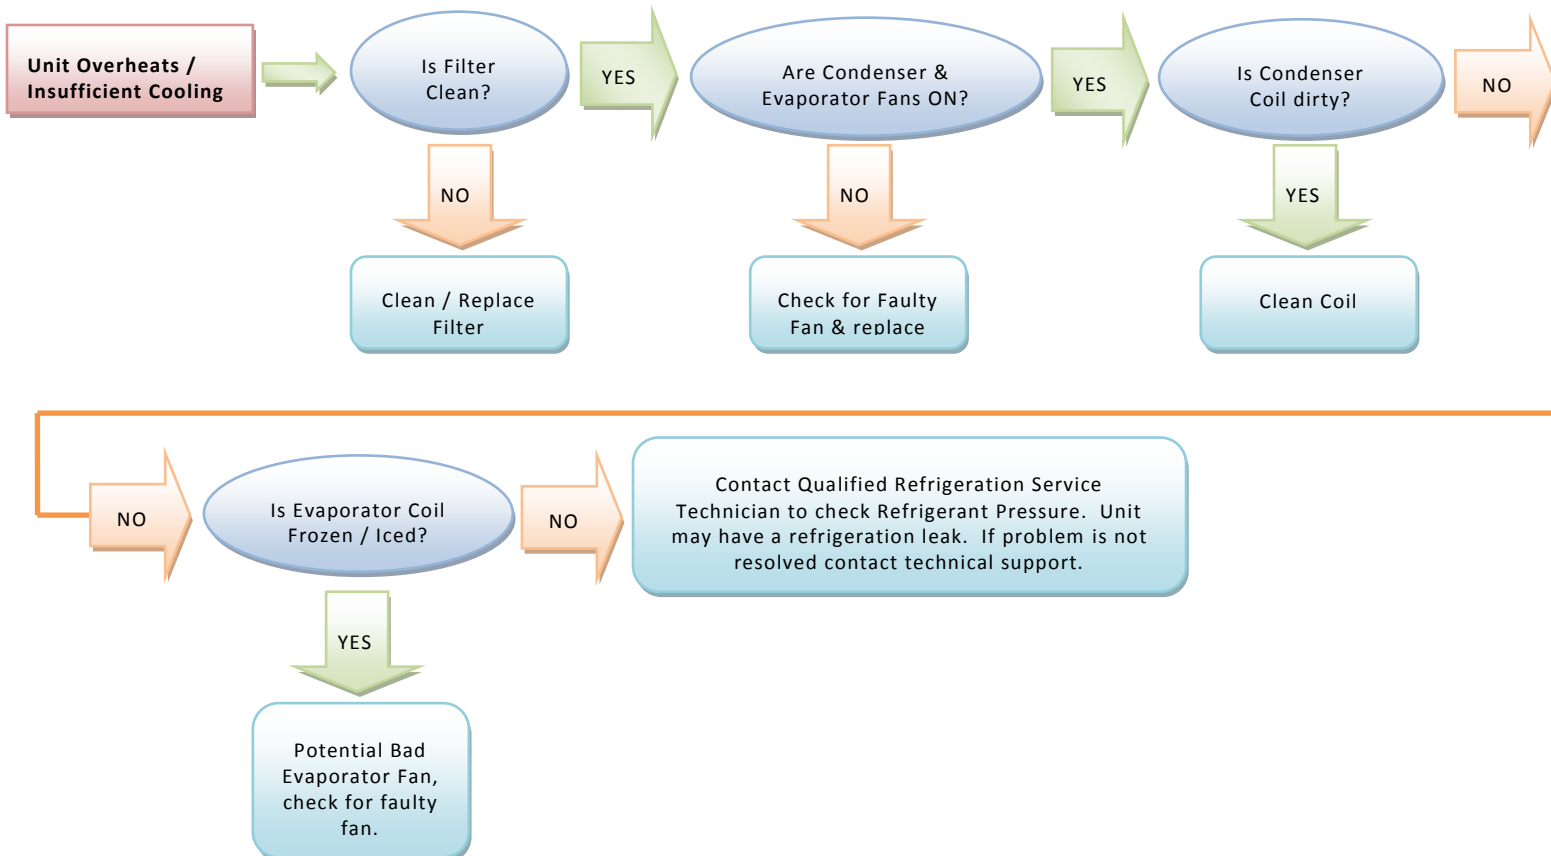 Unit Overheats /
Insufficient Cooling
Is Filter
Clean?
YES
Are Condenser &
Evaporator Fans ON?
YES
Is Condenser
Coil dirty?
NO
NO
NO
YES
Clean / Replace
Filter
Check for Faulty
Fan & replace
Clean Coil
NO
Is Evaporator Coil
Frozen / Iced?
NO
Contact Qualified Refrigeration Service
Technician to check Refrigerant Pressure.  Unit
may have a refrigeration leak.  If problem is not
resolved contact technical support.
YES
Potential Bad
Evaporator Fan,
check for faulty
fan.